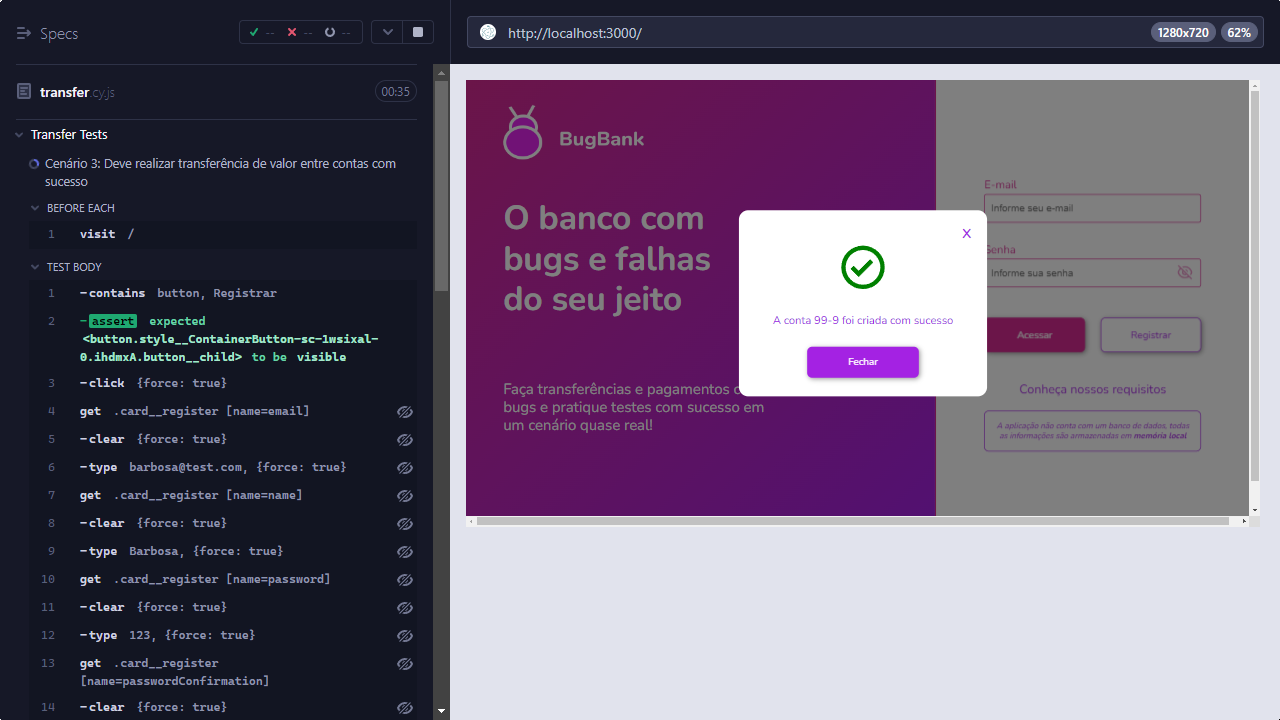 Specs
-- -- --
transfer.cy.js 00:35
Transfer Tests
Cenário 3: Deve realizar transferência de valor entre contas com
sucesso
BEFORE EACH
1 visit /
TEST BODY
1 -contains button, Registrar
2 -assert expected
<button.style__ContainerButton-sc-1wsixal-
0.ihdmxA.button__child> to be visible
3 -click {force: true}
4 get .card__register [name=email]
5 -clear {force: true}
6 -type barbosa@test.com, {force: true}
7 get .card__register [name=name]
8 -clear {force: true}
9 -type Barbosa, {force: true}
10 get .card__register [name=password]
11 -clear {force: true}
12 -type 123, {force: true}
13 get .card__register
[name=passwordConfirmation]
14 -clear {force: true}
http://localhost:3000/
1280x720 62%
BugBank
O banco com
bugs e falhas
do seu jeito
Faça transferências e pagamentos
bugs e pratique testes com sucesso em
um cenário quase real!
X
A conta 99-9 foi criada com sucesso
Fechar
E-mail
Informe seu e-mail
Senha
Informe sua senha
Acessar
Registrar
Conheça nossos requisitos
A aplicação não conta com um banco de dados, todas
as informações são armazenadas em memória local